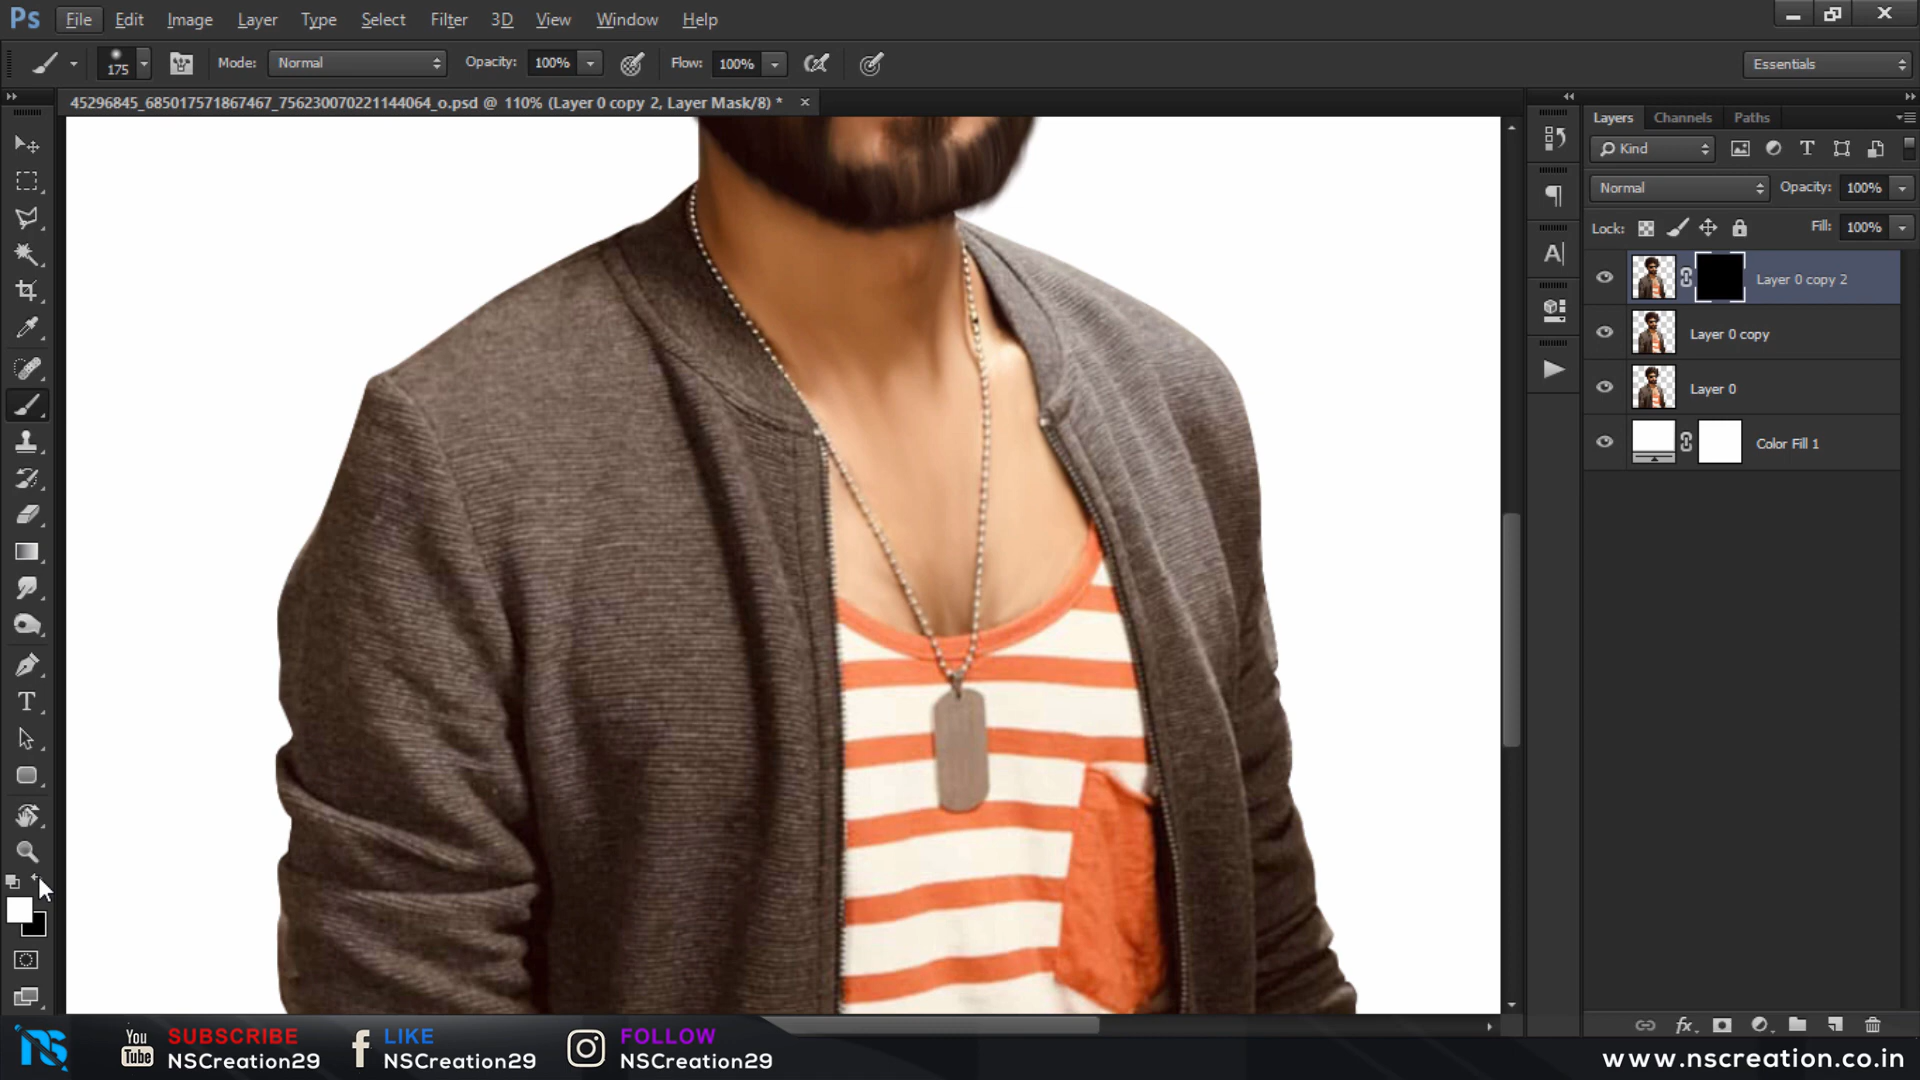 Ps File Edit Image Layer Type Select Filter 3D View Window Help
175 Mode: Normal Opacity: 100% Flow: 100% Essentials
45296845_685017571867467_756230070221144064_o.psd @ 110% (Layer 0 copy 2, Layer Mask/8) *
Layers Channels Paths
Kind
Normal Opacity: 100%
Lock: Fill: 100%
Layer 0 copy 2
Layer 0 copy
Layer 0
Color Fill 1
fx
NS
You Tube SUBSCRIBE
NSCreation29
f LIKE
NSCreation29
FOLLOW
NSCreation29
www.nscreation.co.in